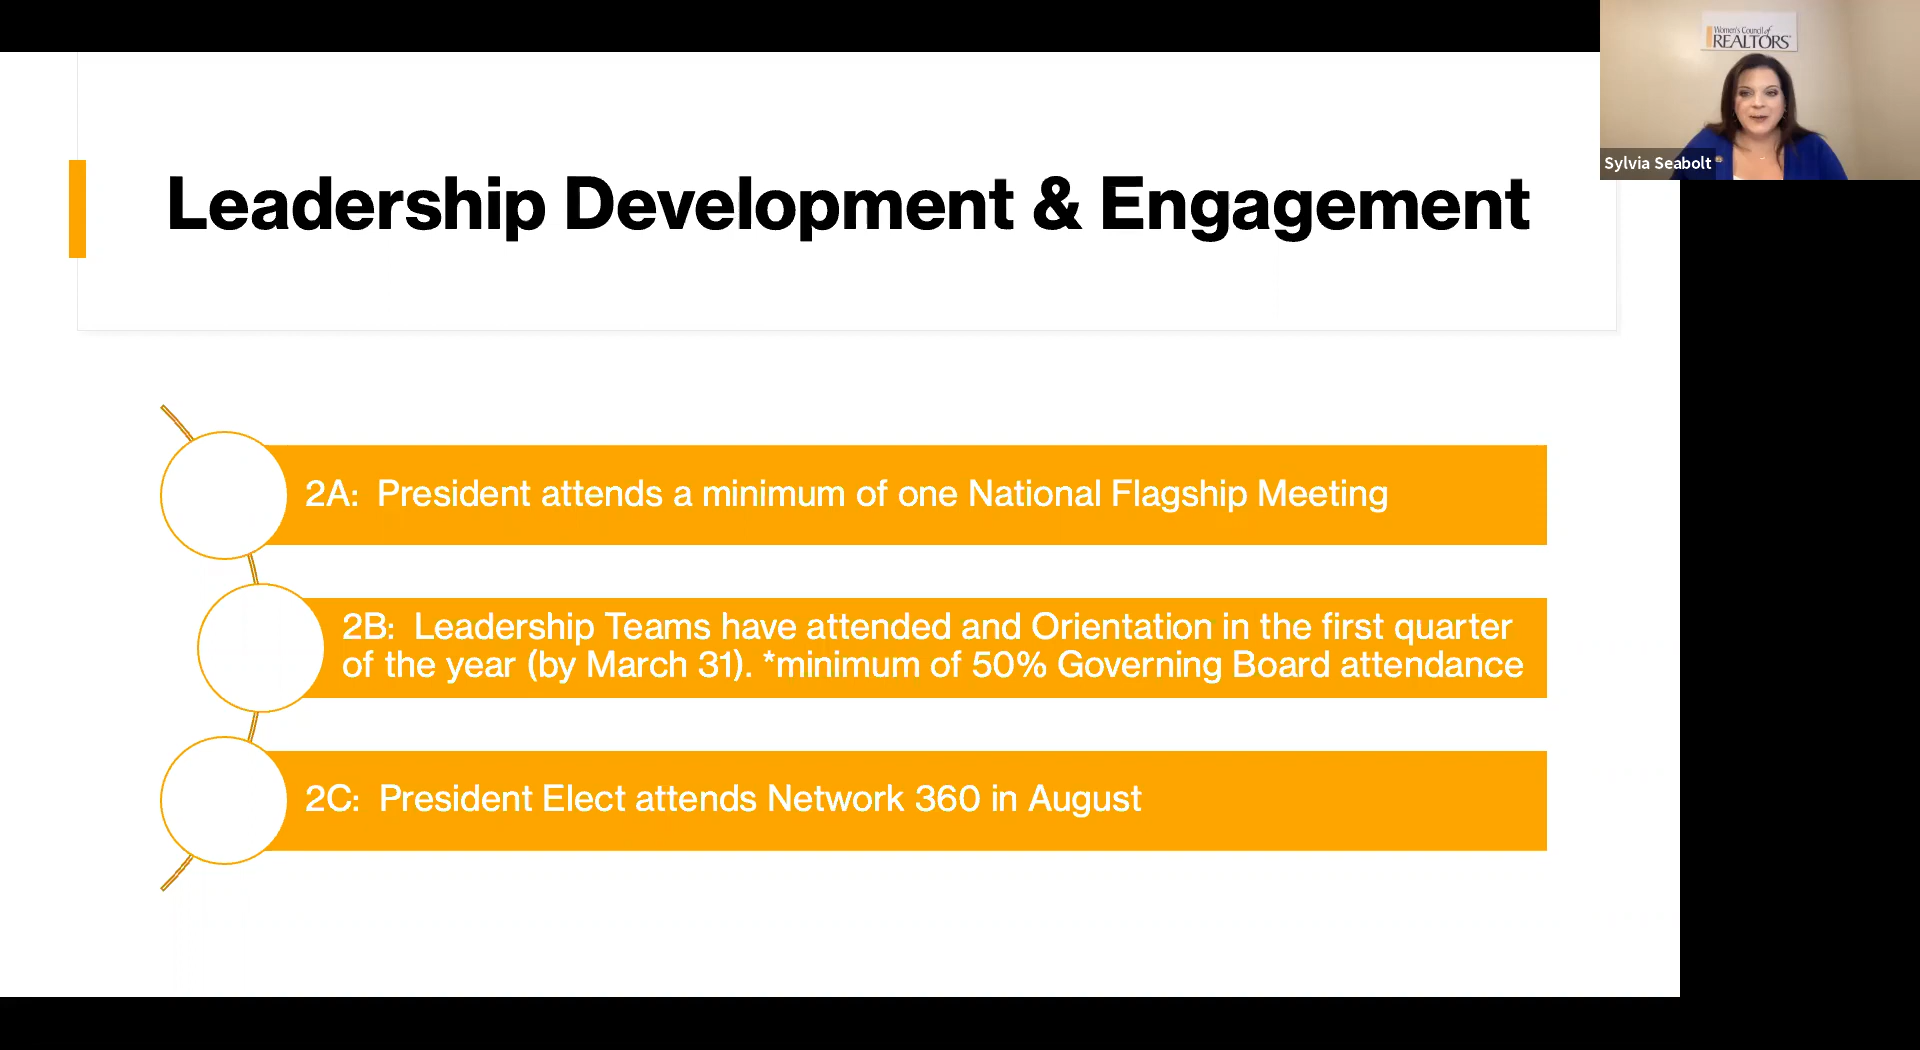 Women's Council of
REALTORS
Sylvia Seabolt
Leadership Development & Engagement
2A: President attends a minimum of one National Flagship Meeting
2B: Leadership Teams have attended and Orientation in the first quarter
of the year (by March 31). *minimum of 50% Governing Board attendance
2C: President Elect attends Network 360 in August